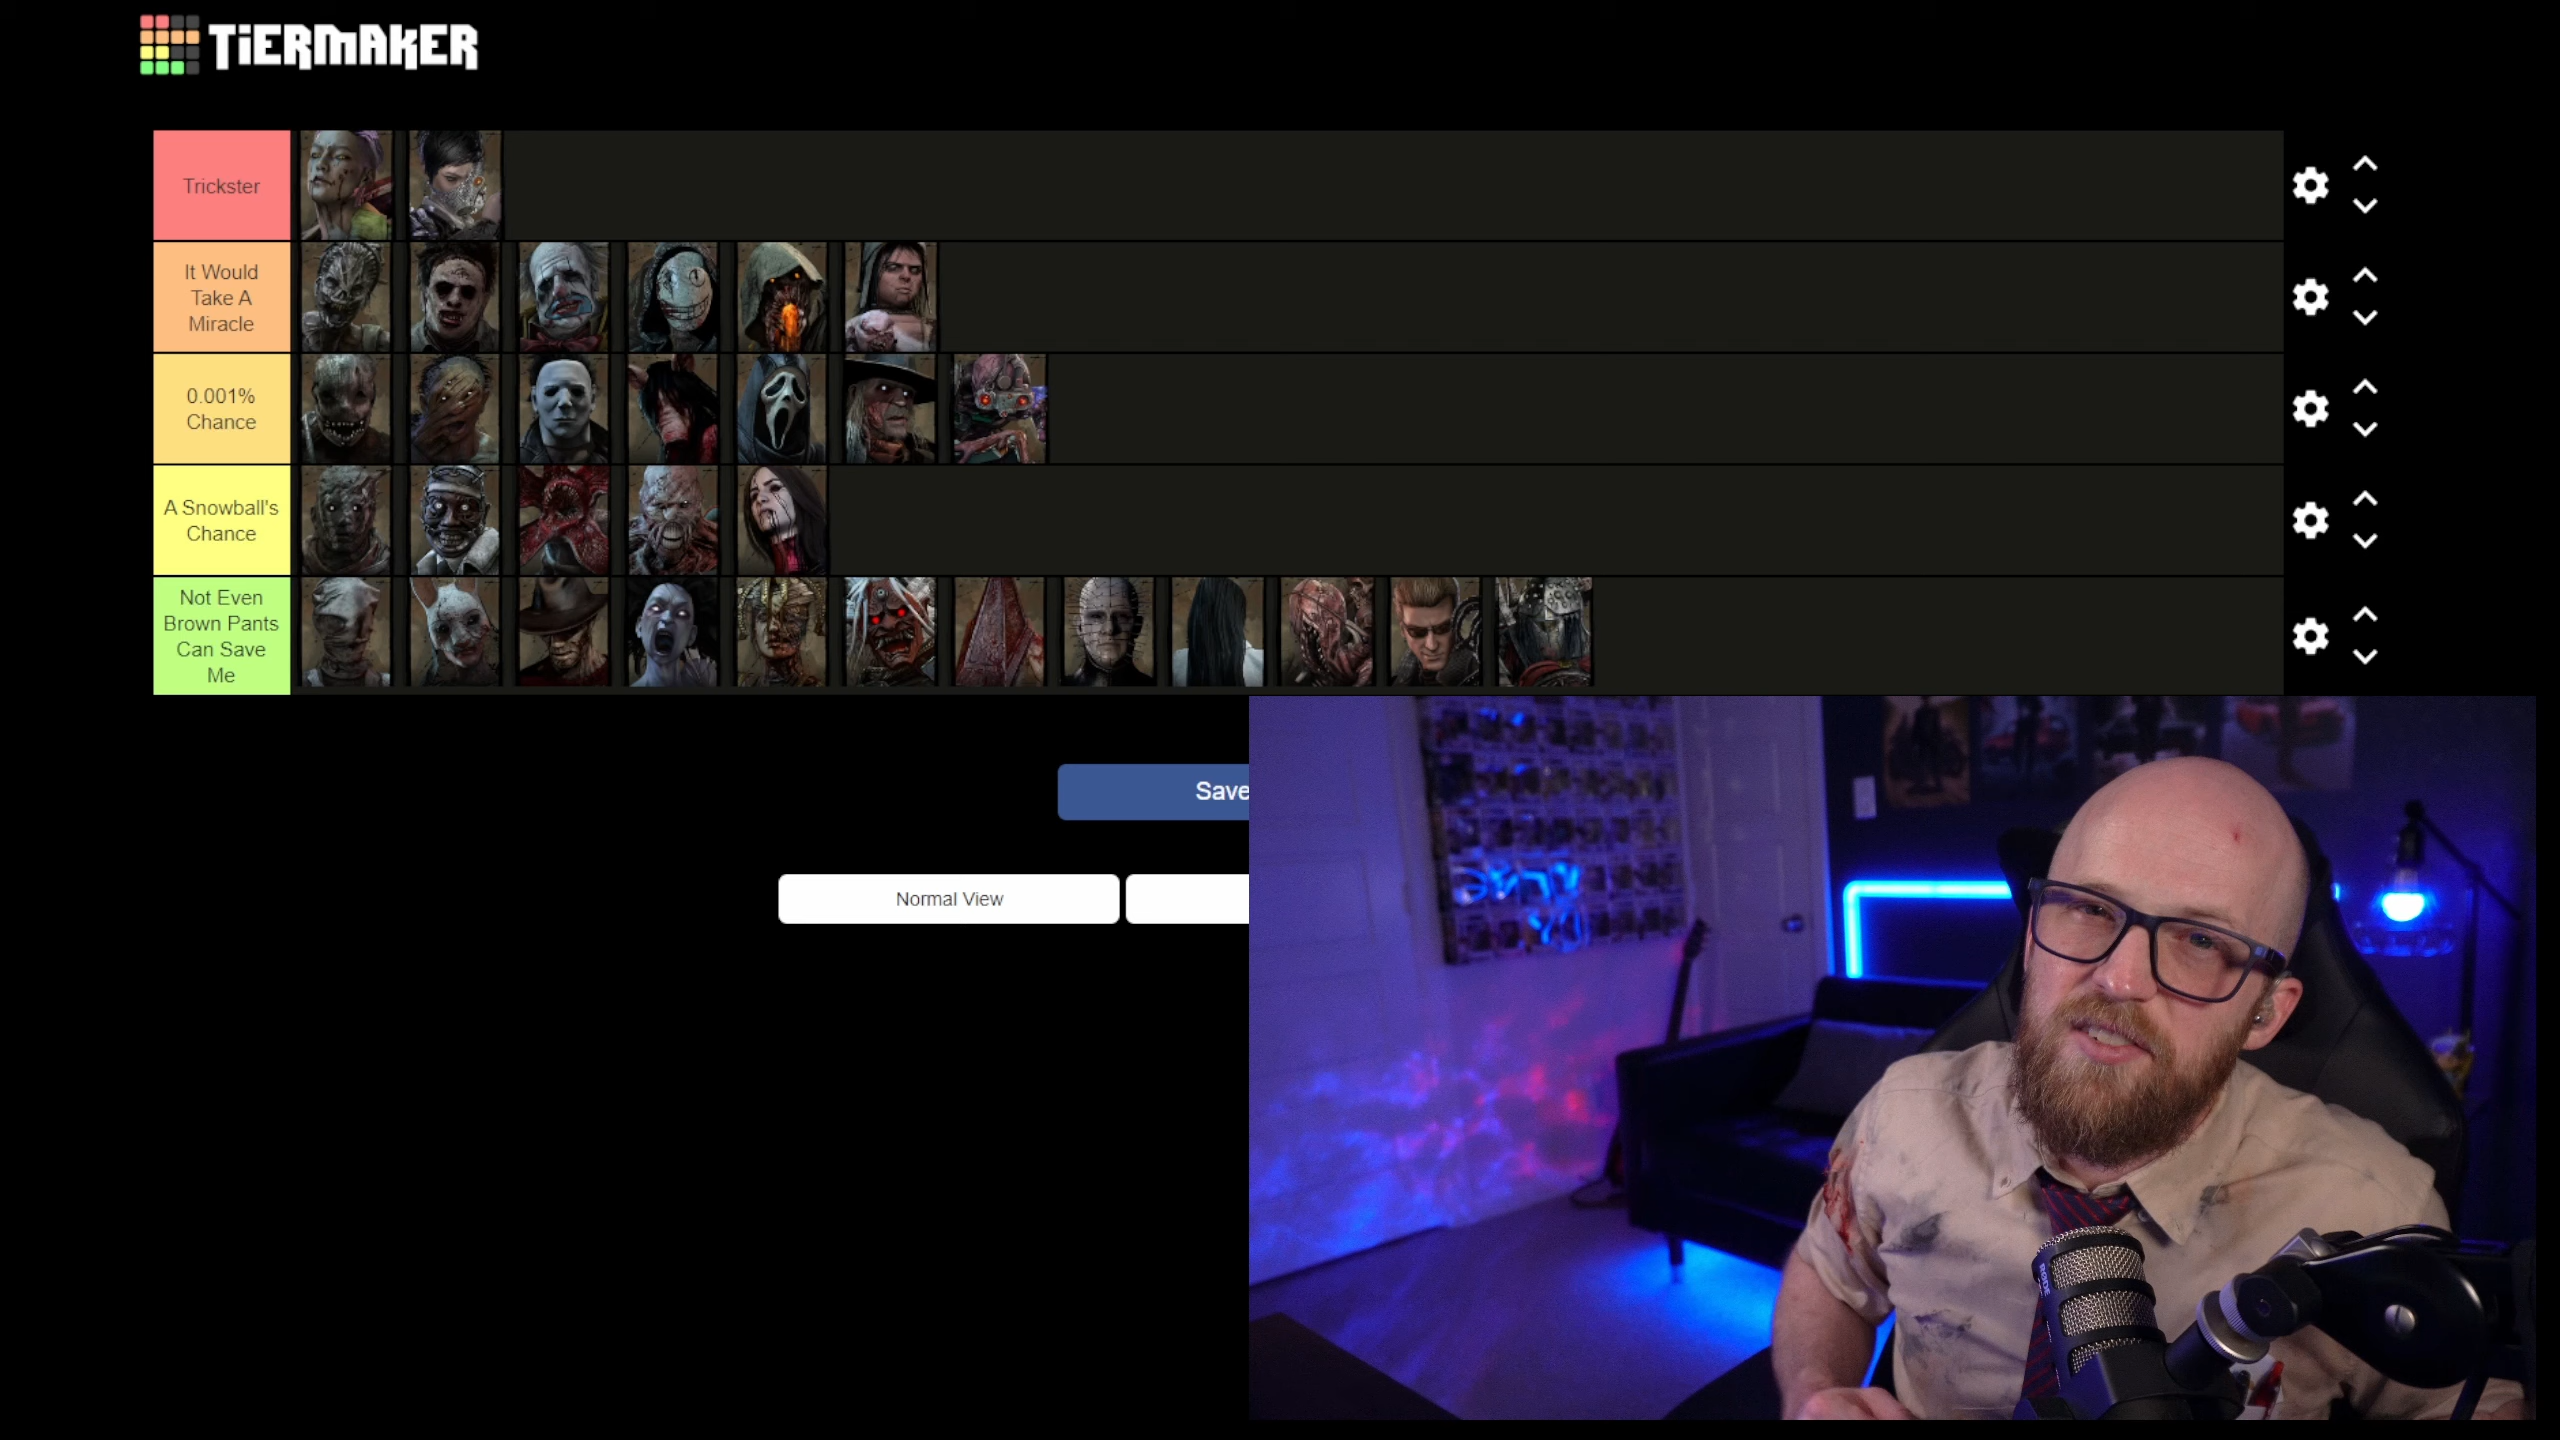 TiERMAKER
Trickster
It Would
Take A
Miracle
0.001%
Chance
A Snowball's
Chance
Not Even
Brown Pants
Can Save
Me
Save
Normal View
RØDE